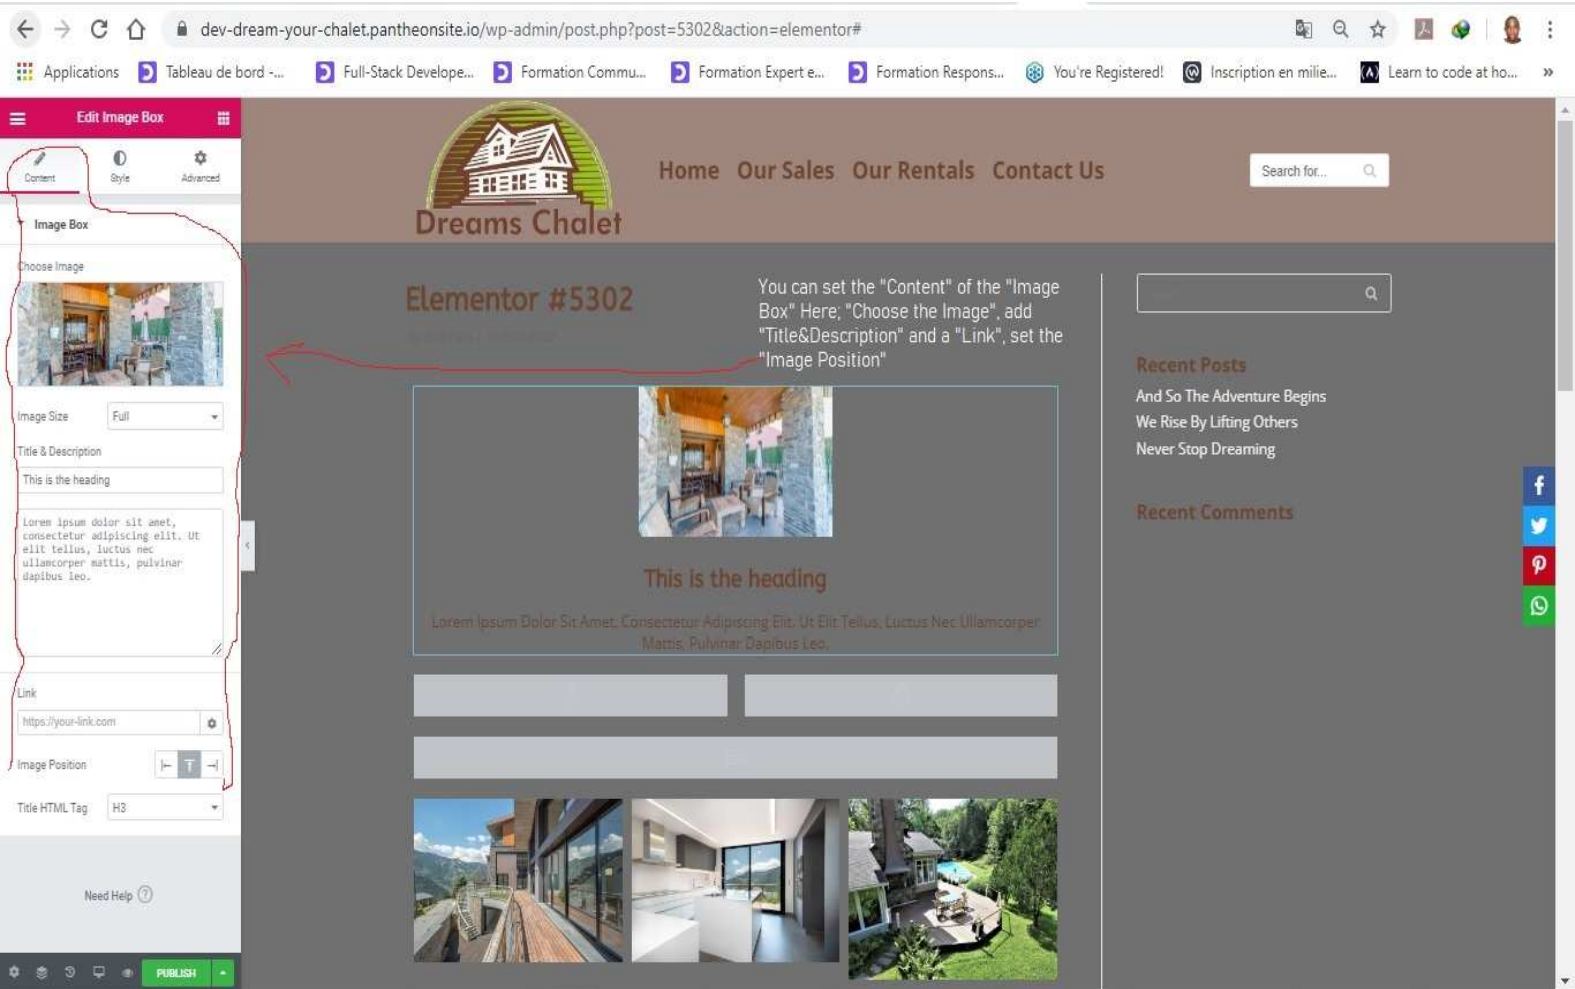 dev-dream-your-chalet.pantheonsite.io/wp-admin/post.php?post=5302&action=elementor#
Applications
Tableau de bord -...
Full-Stack Develope...
Formation Commu...
Formation Expert e...
Formation Respons...
You're Registered!
Inscription en milie...
Learn to code at ho...
»
Edit Image Box
Content
Style
Advanced
Image Box
Choose Image
Image Size
Full
Title & Description
This is the heading
Lorem ipsum dolor sit amet,
consectetur adipiscing elit. Ut
elit tellus, luctus nec
ullamcorper mattis, pulvinar
dapibus leo.
Link
https://your-link.com
Image Position
Title HTML Tag
H3
Need Help
PUBLISH
Dreams Chalet
Home Our Sales Our Rentals Contact Us
Search for...
Elementor #5302
You can set the "Content" of the "Image
Box" Here; "Choose the Image", add
"Title&Description" and a "Link", set the
"Image Position"
This is the heading
Lorem Ipsum Dolor Sit Amet, Consectetur Adipiscing Elit. Ut Elit Tellus, Luctus Nec Ullamcorper
Mattis, Pulvinar Dapibus Leo.
Recent Posts
And So The Adventure Begins
We Rise By Lifting Others
Never Stop Dreaming
Recent Comments